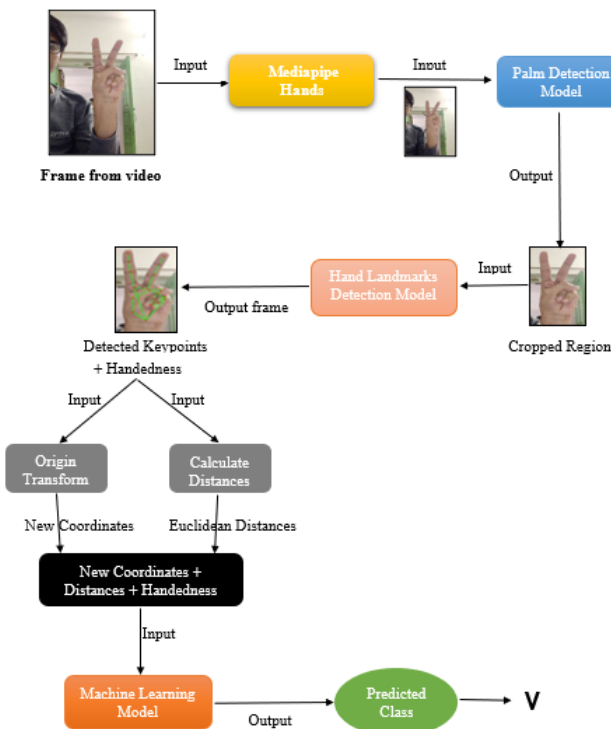 Input
Mediapipe
Hands
Input
Palm Detection
Model
Frame from video
Output
Hand Landmarks
Detection Model
Input
Output frame
Cropped Region
Detected Keypoints
+ Handedness
Input
Input
Origin
Transform
Calculate
Distances
New Coordinates
Euclidean Distances
New Coordinates +
Distances + Handedness
Input
Machine Learning
Model
Output
Predicted
Class
V